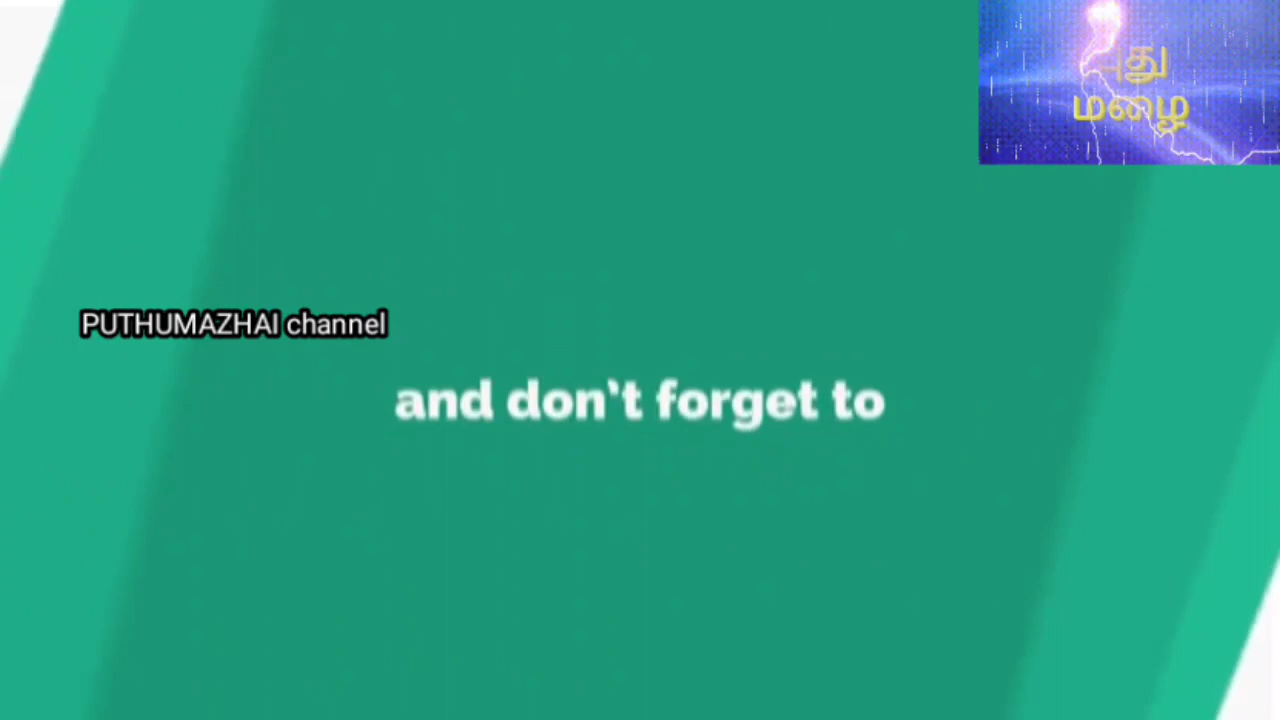 புது
மழை
PUTHUMAZHAI channel
and don't forget to